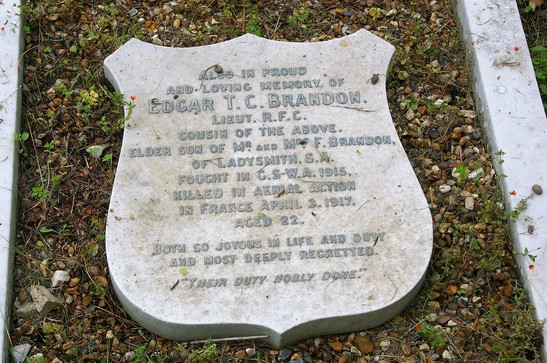 ALSO IN PROUD
AND LOVING MEMORY OF
EDGAR T. C. BRANDON.
LIEUT. R.F.C.
COUSIN OF THE ABOVE.
ELDER SON OF MR AND MRS F. BRANDON.
OF LADYSMITH, S.A.
FOUGHT IN G.S-W.A. 1915.
KILLED IN AERIAL ACTION
IN FRANCE APRIL 3. 1917.
AGED 22.
BOTH SO JOYOUS IN LIFE AND DUTY
AND MOST DEEPLY REGRETTED.
"THEIR DUTY NOBLY DONE."